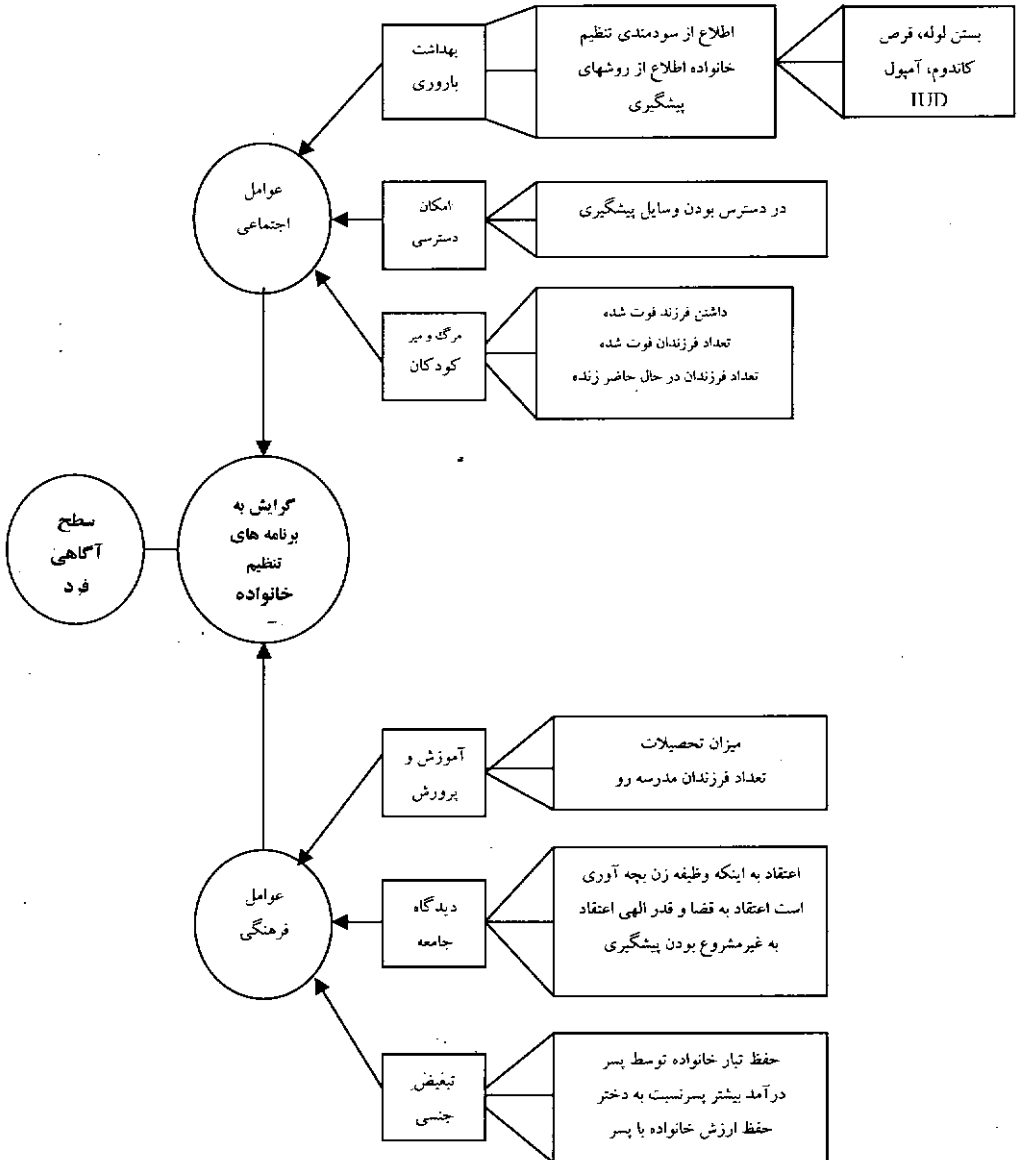 بهداشت
باروری
اطلاع از سودمندی تنظیم
خانواده اطلاع از روشهای
پیشگیری
بستن لوله، قرص
کاندوم، آمپول
IUD
عوامل
اجتماعی
امکان
دسترسی
در دسترس بودن وسایل پیشگیری
مرگ و میر
کودکان
داشتن فرزند فوت شده
تعداد فرزندان فوت شده
تعداد فرزندان در حال حاضر زنده
گرایش به
برنامه های
تنظیم
خانواده
سطح
آگاهی
فرد
آموزش و
پرورش
میزان تحصیلات
تعداد فرزندان مدرسه رو
عوامل
فرهنگی
دیدگاه
جامعه
اعتقاد به اینکه وظیفه زن بچه آوری
است اعتقاد به قضا و قدر الهی اعتقاد
به غیرمشروع بودن پیشگیری
تبغیض
جنسی
حفظ تبار خانواده توسط پسر
درآمد بیشتر پسرنسبت به دختر
حفظ ارزش خانواده با پسر